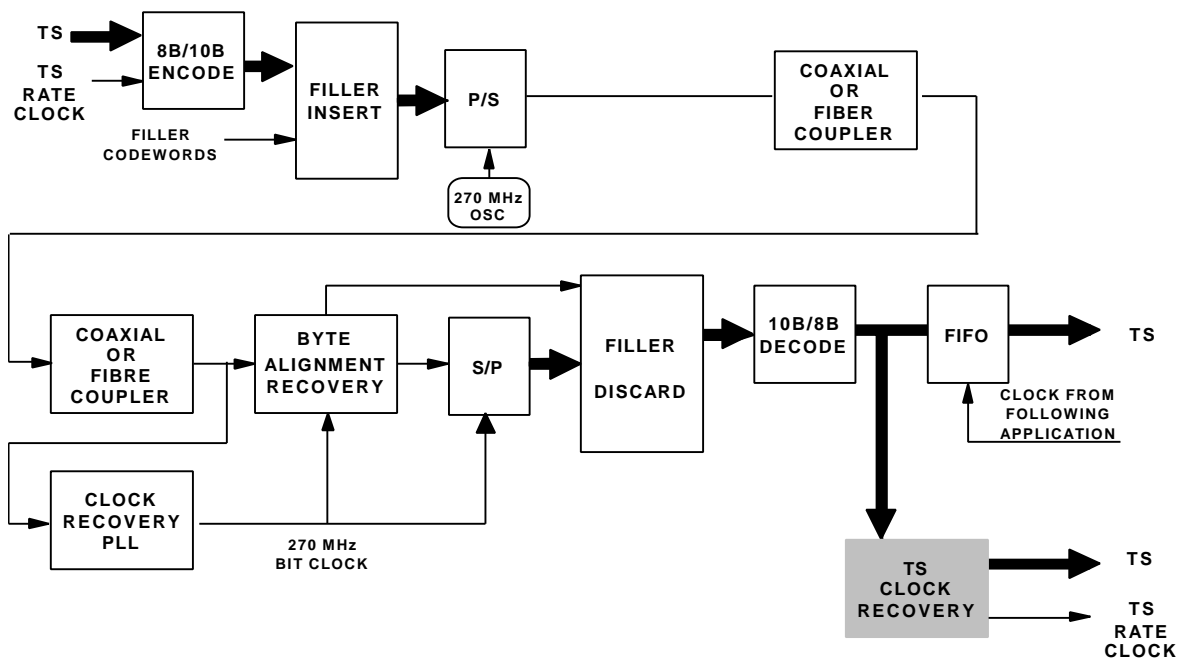 TS
TS
RATE
CLOCK
8B/10B
ENCODE
FILLER
CODEWORDS
FILLER
INSERT
P/S
270 MHz
OSC
COAXIAL
OR
FIBER
COUPLER
COAXIAL
OR
FIBRE
COUPLER
CLOCK
RECOVERY
PLL
BYTE
ALIGNMENT
RECOVERY
270 MHz
BIT CLOCK
S/P
FILLER
DISCARD
10B/8B
DECODE
FIFO
TS
CLOCK FROM
FOLLOWING
APPLICATION
TS
CLOCK
RECOVERY
TS
TS
RATE
CLOCK